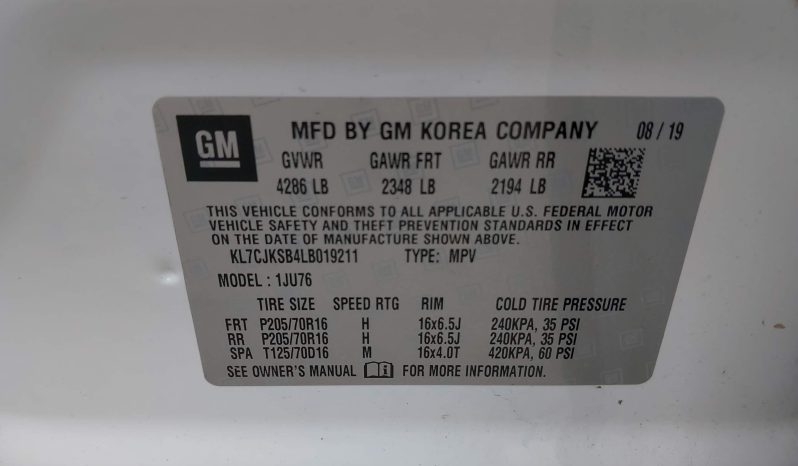 GM MFD BY GM KOREA COMPANY 08 / 19
GVWR GAWR FRT GAWR RR
4286 LB 2348 LB 2194 LB
THIS VEHICLE CONFORMS TO ALL APPLICABLE U.S. FEDERAL MOTOR
VEHICLE SAFETY AND THEFT PREVENTION STANDARDS IN EFFECT
ON THE DATE OF MANUFACTURE SHOWN ABOVE.
KL7CJKSB4LB019211 TYPE: MPV
MODEL : 1JU76
TIRE SIZE SPEED RTG RIM COLD TIRE PRESSURE
FRT P205/70R16 H 16x6.5J 240KPA, 35 PSI
RR P205/70R16 H 16x6.5J 240KPA, 35 PSI
SPA T125/70D16 M 16x4.0T 420KPA, 60 PSI
SEE OWNER'S MANUAL FOR MORE INFORMATION.